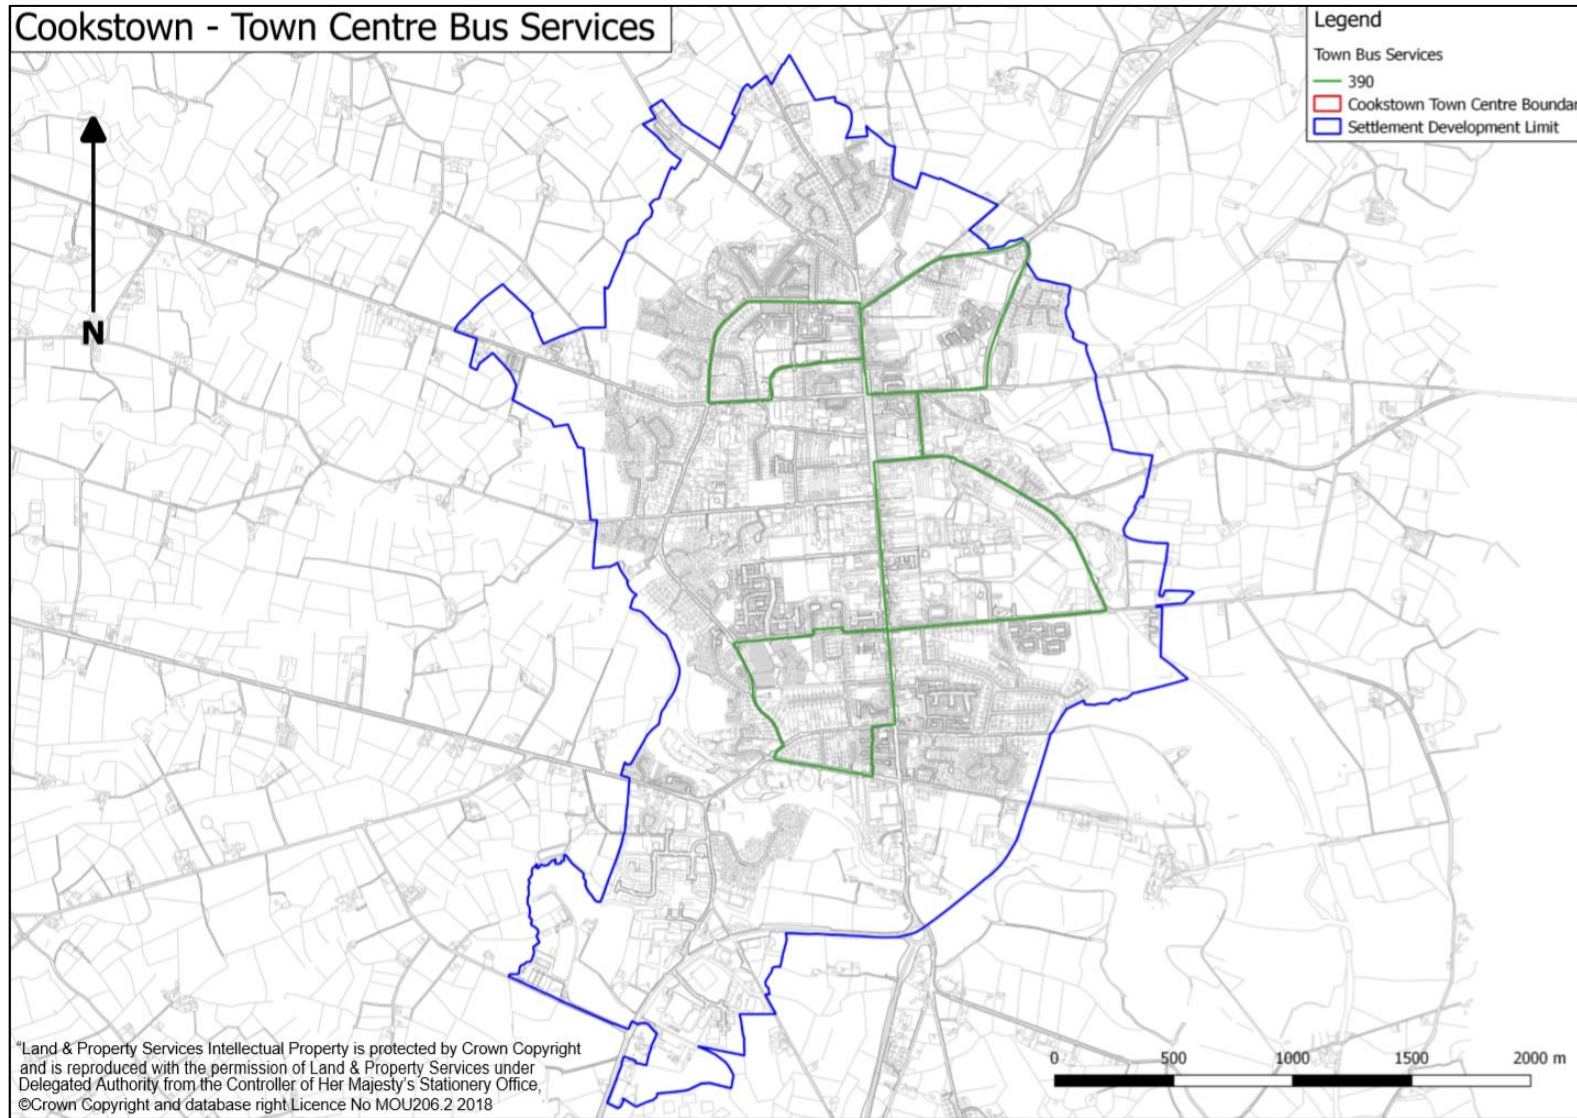 Cookstown - Town Centre Bus Services
Legend
Town Bus Services
390
Cookstown Town Centre Boundar
Settlement Development Limit
N
"Land & Property Services Intellectual Property is protected by Crown Copyright
and is reproduced with the permission of Land & Property Services under
Delegated Authority from the Controller of Her Majesty's Stationery Office,
©Crown Copyright and database right Licence No MOU206.2 2018
0 500 1000 1500 2000 m